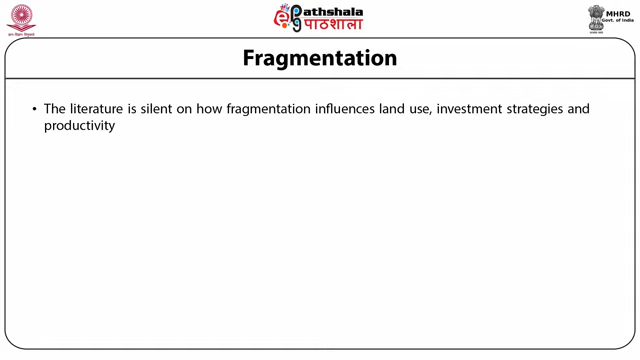 ePathshala
पाठशाला
MHRD
Govt. of India
Fragmentation
• The literature is silent on how fragmentation influences land use, investment strategies and
productivity